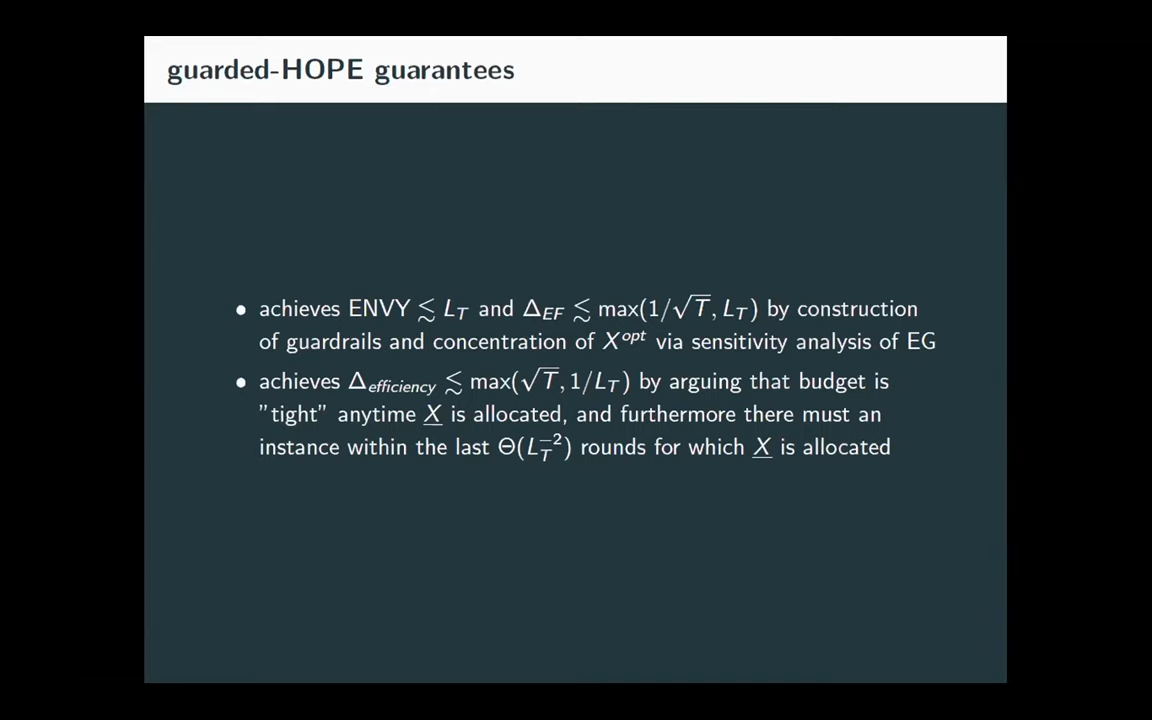 guarded-HOPE guarantees
• achieves ENVY ≲ L_T and Δ_EF ≲ max(1/√T, L_T) by construction
of guardrails and concentration of X^opt via sensitivity analysis of EG
• achieves Δ_efficiency ≲ max(√T, 1/L_T) by arguing that budget is
”tight” anytime X̲ is allocated, and furthermore there must an
instance within the last Θ(L_T^−2) rounds for which X̲ is allocated